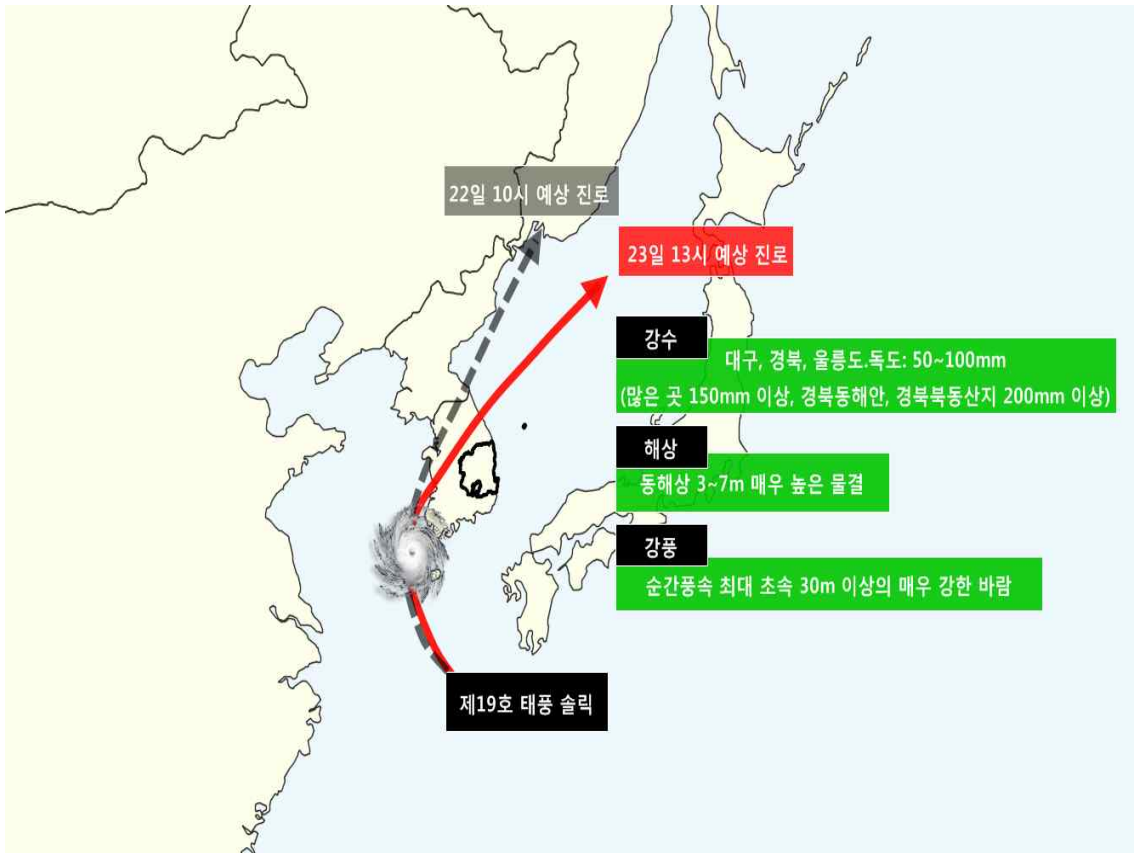 22일 10시 예상 진로
23일 13시 예상 진로
강수
대구, 경북, 울릉도.독도: 50~100mm
(많은 곳 150mm 이상, 경북동해안, 경북북동산지 200mm 이상)
해상
동해상 3~7m 매우 높은 물결
강풍
순간풍속 최대 초속 30m 이상의 매우 강한 바람
제19호 태풍 솔릭